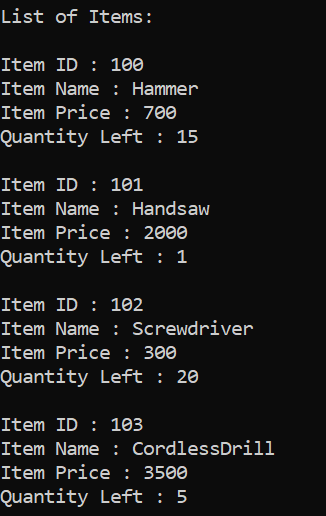 List of Items:

Item ID : 100
Item Name : Hammer
Item Price : 700
Quantity Left : 15

Item ID : 101
Item Name : Handsaw
Item Price : 2000
Quantity Left : 1

Item ID : 102
Item Name : Screwdriver
Item Price : 300
Quantity Left : 20

Item ID : 103
Item Name : CordlessDrill
Item Price : 3500
Quantity Left : 5